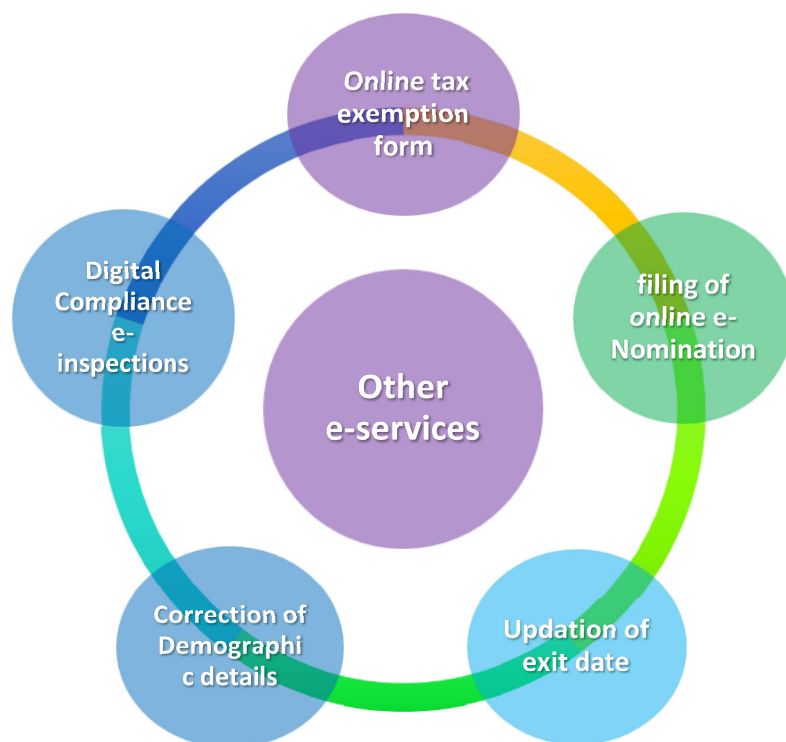 Online tax
exemption
form
filing of
online e-
Nomination
Updation of
exit date
Correction of
Demographi
c details
Digital
Compliance
e-
inspections
Other
e-services